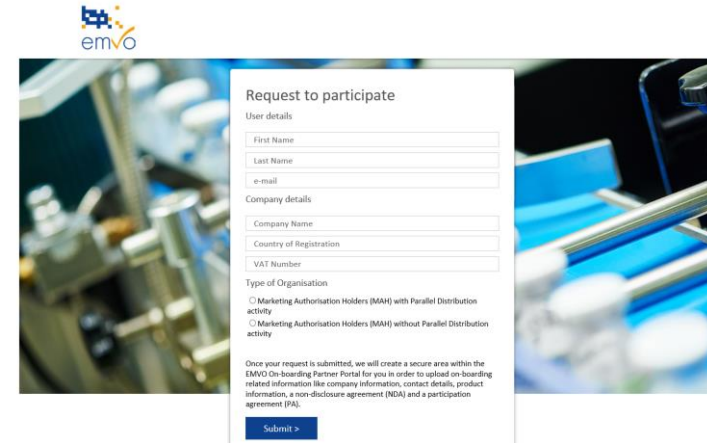 emvo
Request to participate
User details
First Name
Last Name
e-mail
Company details
Company Name
Country of Registration
VAT Number
Type of Organisation
Marketing Authorisation Holders (MAH) with Parallel Distribution
activity
Marketing Authorisation Holders (MAH) without Parallel Distribution
activity
Once your request is submitted, we will create a secure area within the
EMVO On-boarding Partner Portal for you in order to upload on-boarding
related information like company information, contact details, product
information, a non-disclosure agreement (NDA) and a participation
agreement (PA).
Submit >